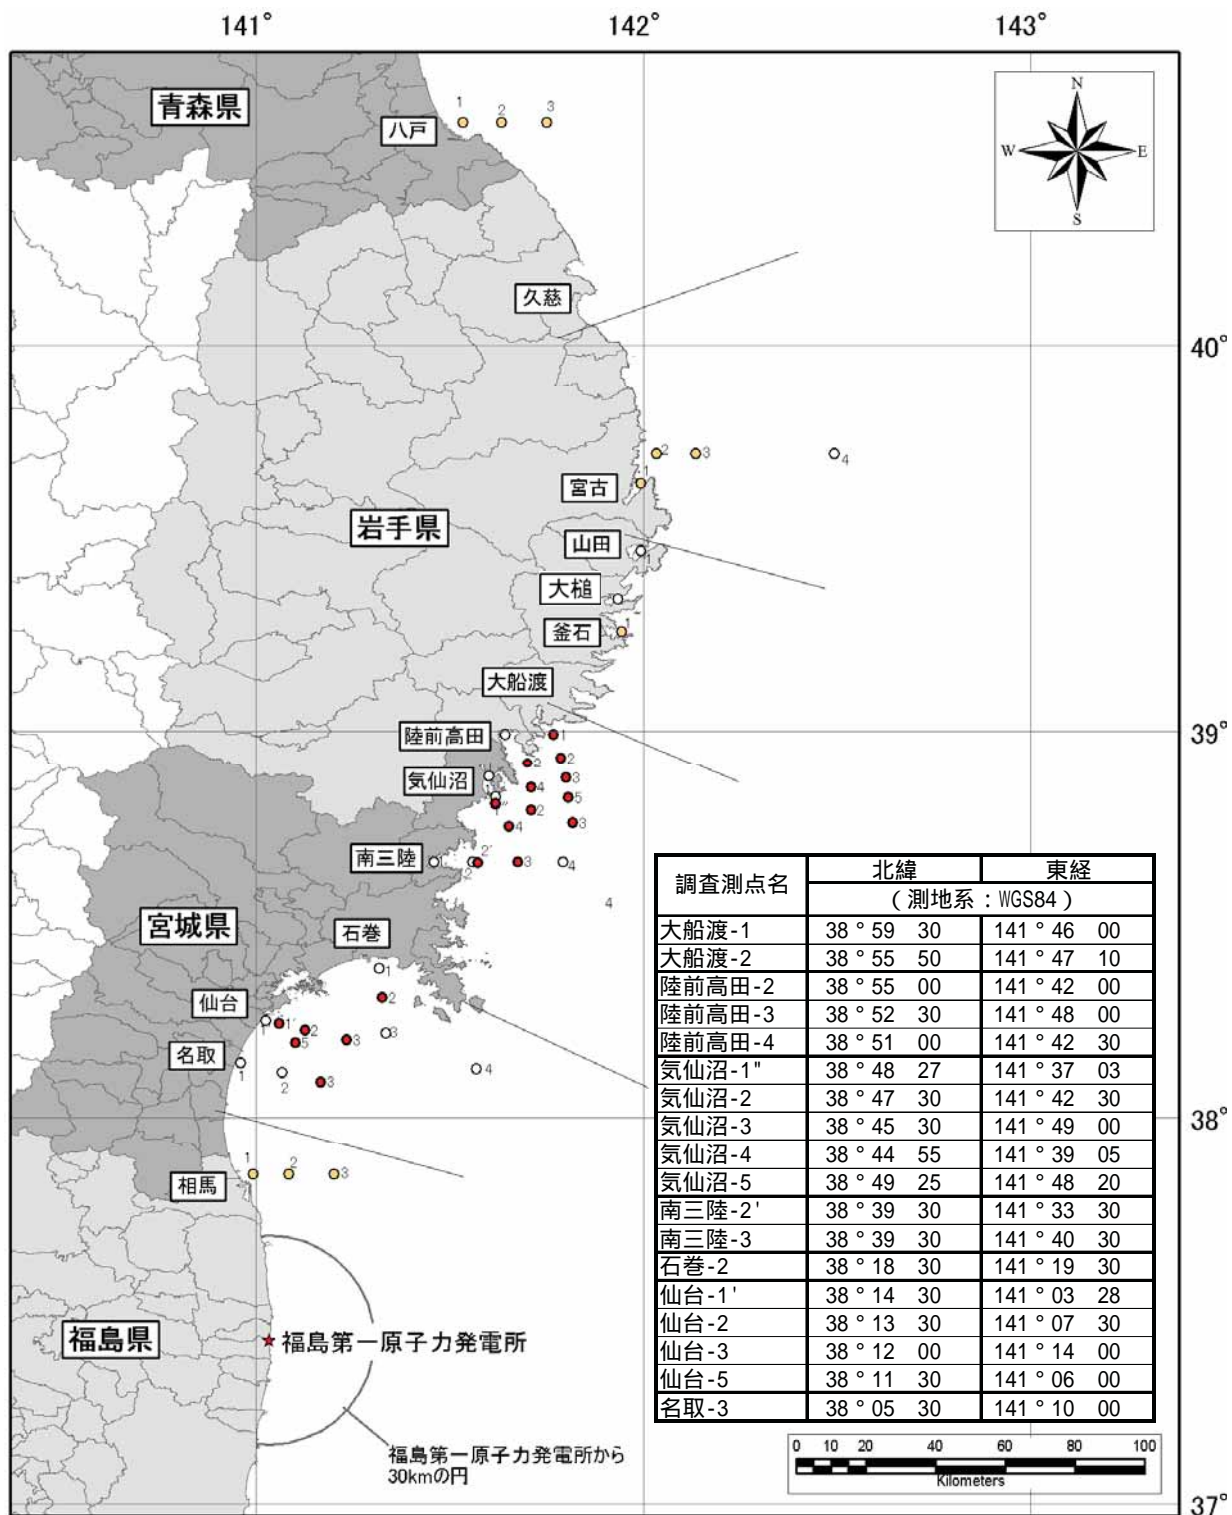 141°
142°
143°
N
W
E
S
青森県
八戸
1
2
3
久慈
40°
2
3
4
1
宮古
岩手県
山田
1
大槌
釜石
1
大船渡
陸前高田
2
1
39°
2
2
気仙沼
1
3
4
1
5
1"
2
3
4
南三陸
1
2'
2
3
4
4
宮城県
石巻
1
2
仙台
1
1'
2
3
3
5
名取
1
2
3
4
38°
相馬
1
2
3
福島県
福島第一原子力発電所
福島第一原子力発電所から
30kmの円
37°
調査測点名 北緯 東経
（測地系：WGS84）
大船渡-1 38°59 30 141°46 00
大船渡-2 38°55 50 141°47 10
陸前高田-2 38°55 00 141°42 00
陸前高田-3 38°52 30 141°48 00
陸前高田-4 38°51 00 141°42 30
気仙沼-1" 38°48 27 141°37 03
気仙沼-2 38°47 30 141°42 30
気仙沼-3 38°45 30 141°49 00
気仙沼-4 38°44 55 141°39 05
気仙沼-5 38°49 25 141°48 20
南三陸-2' 38°39 30 141°33 30
南三陸-3 38°39 30 141°40 30
石巻-2 38°18 30 141°19 30
仙台-1' 38°14 30 141°03 28
仙台-2 38°13 30 141°07 30
仙台-3 38°12 00 141°14 00
仙台-5 38°11 30 141°06 00
名取-3 38°05 30 141°10 00
0 10 20 40 60 80 100
Kilometers